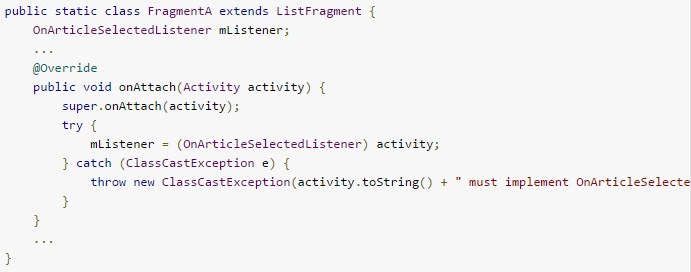 public static class FragmentA extends ListFragment {
    OnArticleSelectedListener mListener;
    ...
    @Override
    public void onAttach(Activity activity) {
        super.onAttach(activity);
        try {
            mListener = (OnArticleSelectedListener) activity;
        } catch (ClassCastException e) {
            throw new ClassCastException(activity.toString() + " must implement OnArticleSelecte
        }
    }
    ...
}